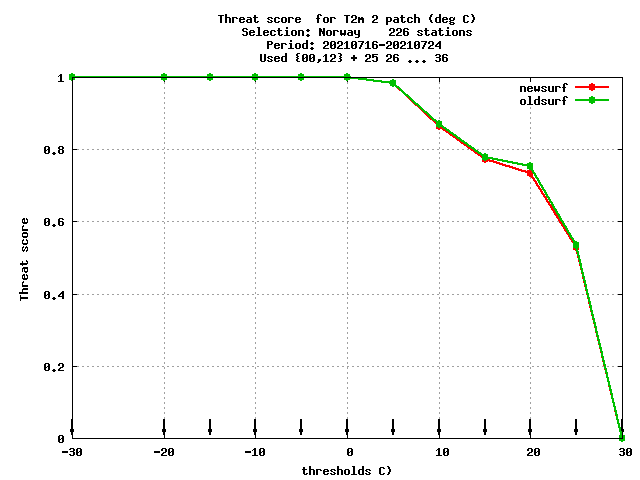 Threat score  for T2m 2 patch (deg C)
Selection: Norway    226 stations
Period: 20210716-20210724
Used {00,12} + 25 26 ... 36
newsurf
oldsurf
1
0.8
0.6
0.4
0.2
0
Threat score
-30 -20 -10 0 10 20 30
thresholds C)